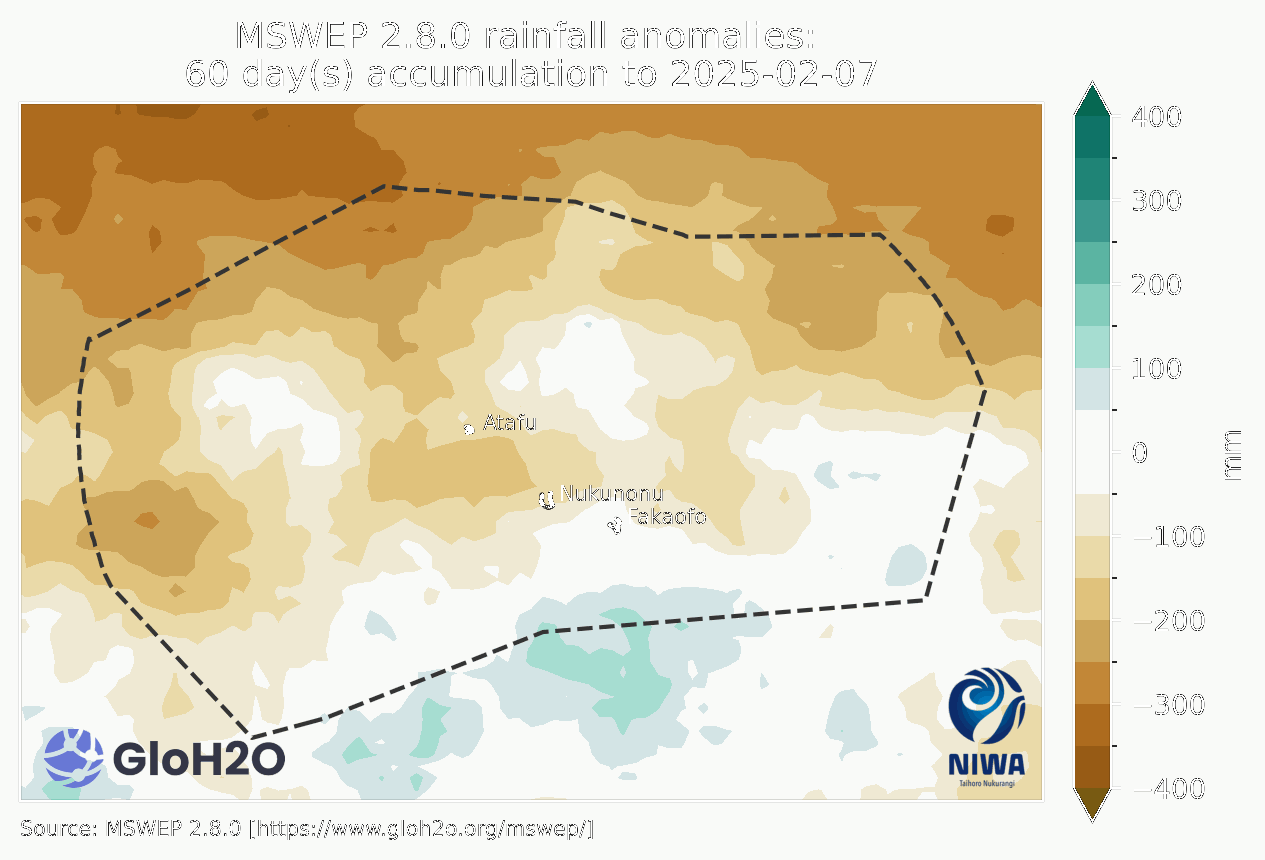 MSWEP 2.8.0 rainfall anomalies:
60 day(s) accumulation to 2025-02-07
400
300
200
100
0
−100
−200
−300
−400
mm
Atafu
Nukunonu
Fakaofo
GloH2O
NIWA
Taihoro Nukurangi
Source: MSWEP 2.8.0 [https://www.gloh2o.org/mswep/]